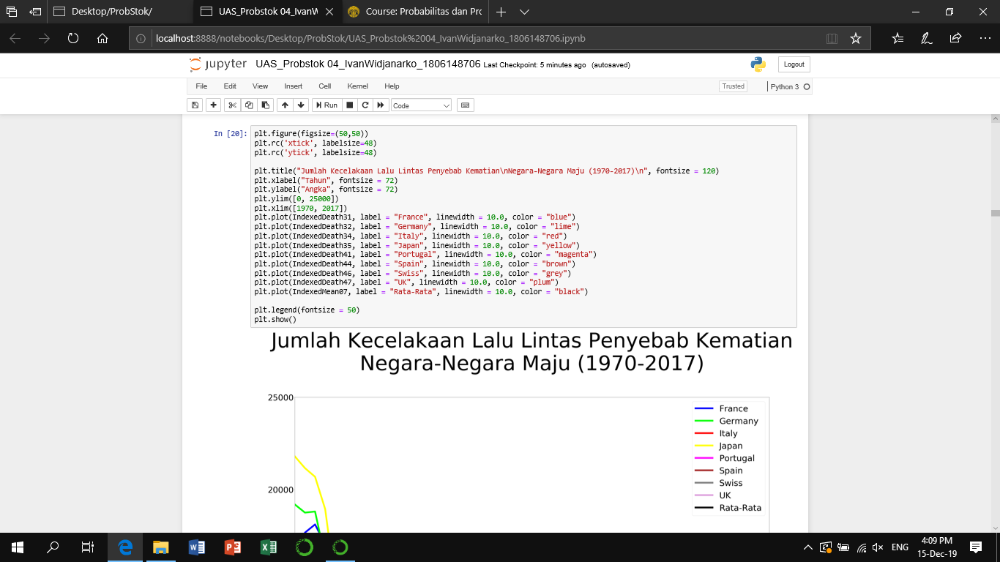 Desktop/ProbStok/
UAS_Probstok 04_IvanW
Course: Probabilitas dan Pro
localhost:8888/notebooks/Desktop/ProbStok/UAS_Probstok%2004_IvanWidjanarko_1806148706.ipynb
jupyter UAS_Probstok 04_IvanWidjanarko_1806148706 Last Checkpoint: 5 minutes ago (autosaved)
Logout
File Edit View Insert Cell Kernel Help
Trusted
Python 3
Run
Code
In [20]:
plt.figure(figsize=(50,50))
plt.rc('xtick', labelsize=48)
plt.rc('ytick', labelsize=48)
plt.title("Jumlah Kecelakaan Lalu Lintas Penyebab Kematian\nNegara-Negara Maju (1970-2017)\n", fontsize = 120)
plt.xlabel("Tahun", fontsize = 72)
plt.ylabel("Angka", fontsize = 72)
plt.ylim([0, 25000])
plt.xlim([1970, 2017])
plt.plot(IndexedDeath31, label = "France", linewidth = 10.0, color = "blue")
plt.plot(IndexedDeath32, label = "Germany", linewidth = 10.0, color = "lime")
plt.plot(IndexedDeath34, label = "Italy", linewidth = 10.0, color = "red")
plt.plot(IndexedDeath35, label = "Japan", linewidth = 10.0, color = "yellow")
plt.plot(IndexedDeath41, label = "Portugal", linewidth = 10.0, color = "magenta")
plt.plot(IndexedDeath44, label = "Spain", linewidth = 10.0, color = "brown")
plt.plot(IndexedDeath46, label = "Swiss", linewidth = 10.0, color = "grey")
plt.plot(IndexedDeath47, label = "UK", linewidth = 10.0, color = "plum")
plt.plot(IndexedMean07, label = "Rata-Rata", linewidth = 10.0, color = "black")
plt.legend(fontsize = 50)
plt.show()
Jumlah Kecelakaan Lalu Lintas Penyebab Kematian
Negara-Negara Maju (1970-2017)
25000
20000
France
Germany
Italy
Japan
Portugal
Spain
Swiss
UK
Rata-Rata
ENG
4:09 PM
15-Dec-19